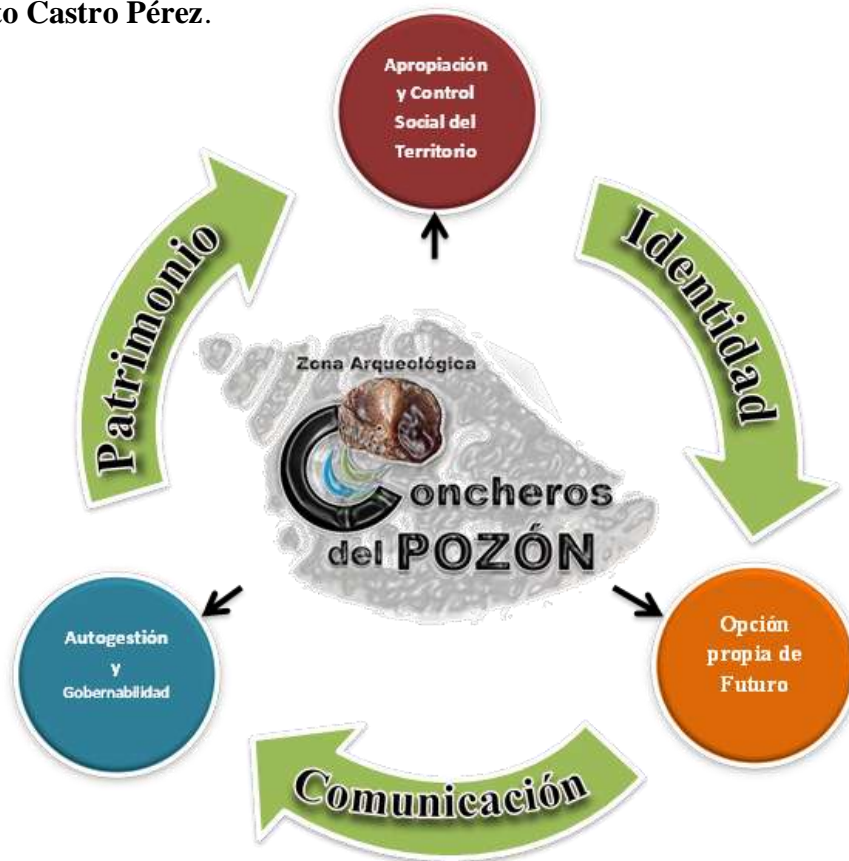 to Castro Pérez.
Apropiación
y Control
Social del
Territorio
Patrimonio
Identidad
Zona Arqueológica
Concheros
del POZÓN
Autogestión
y
Gobernabilidad
Opción
propia de
Futuro
Comunicación